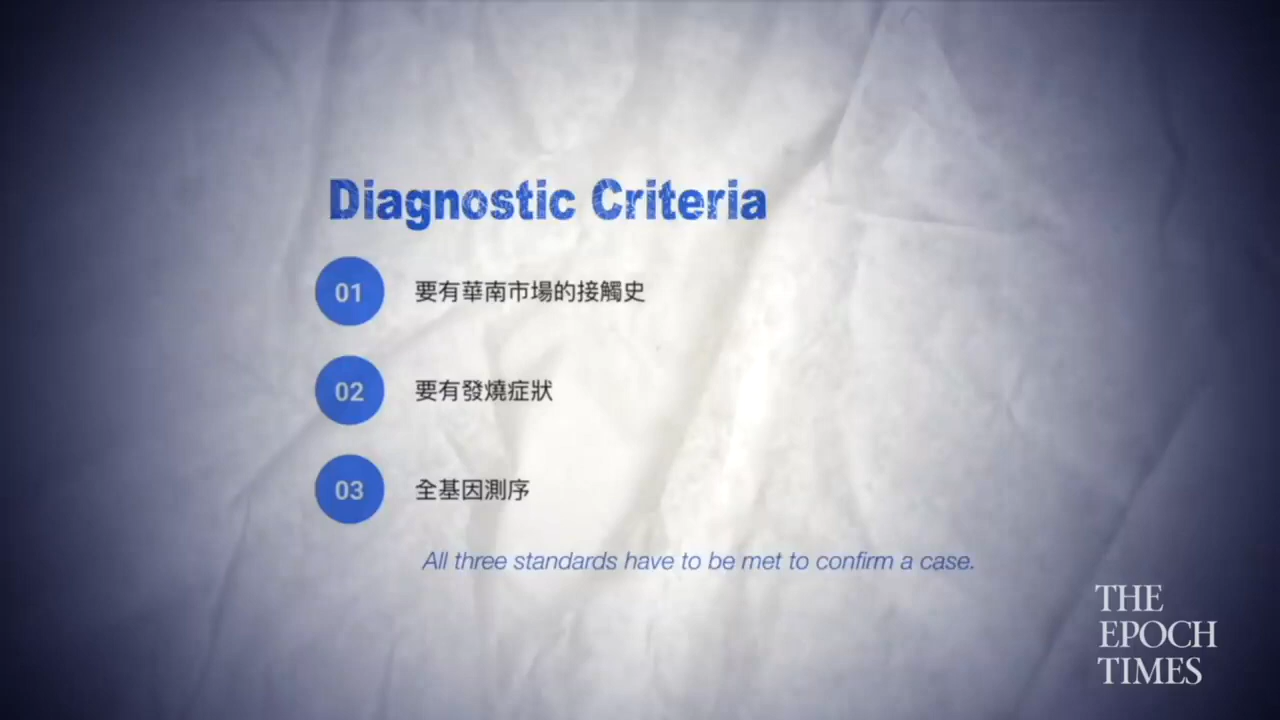 Diagnostic Criteria
01 要有華南市場的接觸史
02 要有發燒症狀
03 全基因測序
All three standards have to be met to confirm a case.
THE
EPOCH
TIMES